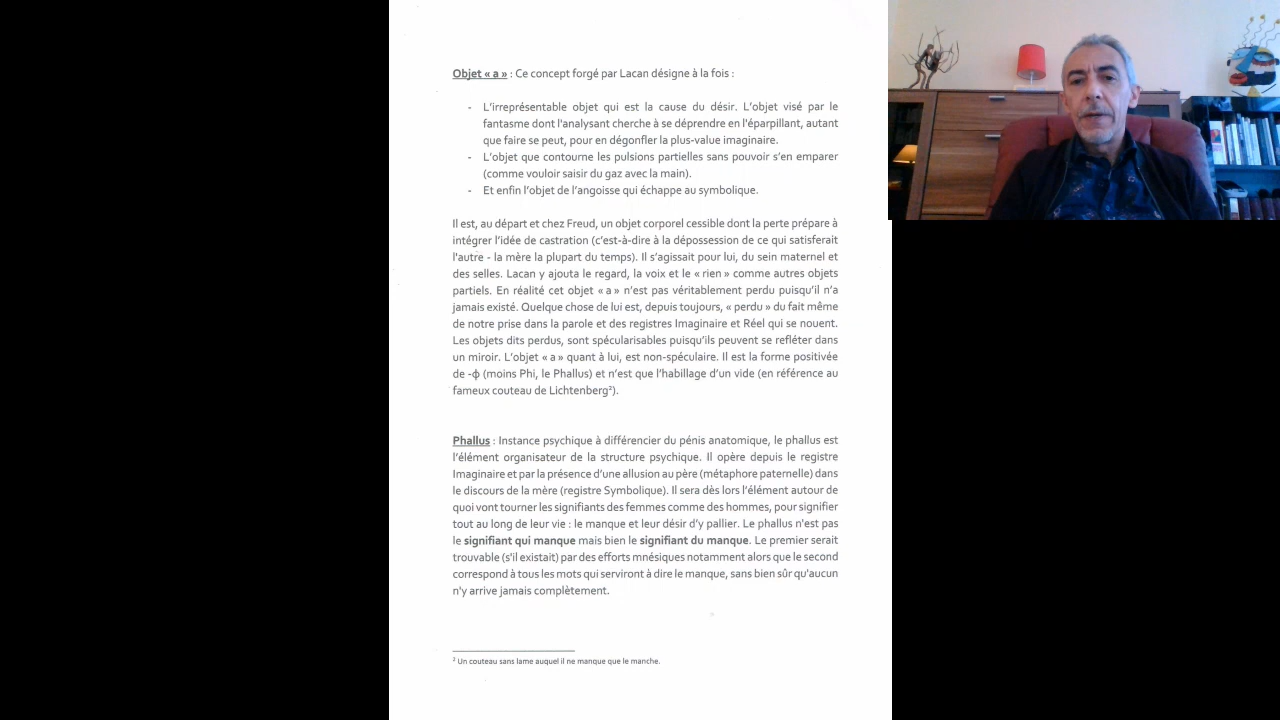 Objet « a » : Ce concept forgé par Lacan désigne à la fois :
- L'irreprésentable objet qui est la cause du désir. L'objet visé par le
fantasme dont l'analysant cherche à se déprendre en l'éparpillant, autant
que faire se peut, pour en dégonfler la plus-value imaginaire.
- L'objet que contourne les pulsions partielles sans pouvoir s'en emparer
(comme vouloir saisir du gaz avec la main).
- Et enfin l'objet de l'angoisse qui échappe au symbolique.
Il est, au départ et chez Freud, un objet corporel cessible dont la perte prépare à
intégrer l'idée de castration (c'est-à-dire à la dépossession de ce qui satisferait
l'autre - la mère la plupart du temps). Il s'agissait pour lui, du sein maternel et
des selles. Lacan y ajouta le regard, la voix et le « rien » comme autres objets
partiels. En réalité cet objet « a » n'est pas véritablement perdu puisqu'il n'a
jamais existé. Quelque chose de lui est, depuis toujours, « perdu » du fait même
de notre prise dans la parole et des registres Imaginaire et Réel qui se nouent.
Les objets dits perdus, sont spécularisables puisqu'ils peuvent se refléter dans
un miroir. L'objet « a » quant à lui, est non-spéculaire. Il est la forme positivée
de -ф (moins Phi, le Phallus) et n'est que l'habillage d'un vide (en référence au
fameux couteau de Lichtenberg²).
Phallus : Instance psychique à différencier du pénis anatomique, le phallus est
l'élément organisateur de la structure psychique. Il opère depuis le registre
Imaginaire et par la présence d'une allusion au père (métaphore paternelle) dans
le discours de la mère (registre Symbolique). Il sera dès lors l'élément autour de
quoi vont tourner les signifiants des femmes comme des hommes, pour signifier
tout au long de leur vie : le manque et leur désir d'y pallier. Le phallus n'est pas
le signifiant qui manque mais bien le signifiant du manque. Le premier serait
trouvable (s'il existait) par des efforts mnésiques notamment alors que le second
correspond à tous les mots qui serviront à dire le manque, sans bien sûr qu'aucun
n'y arrive jamais complètement.
² Un couteau sans lame auquel il ne manque que le manche.